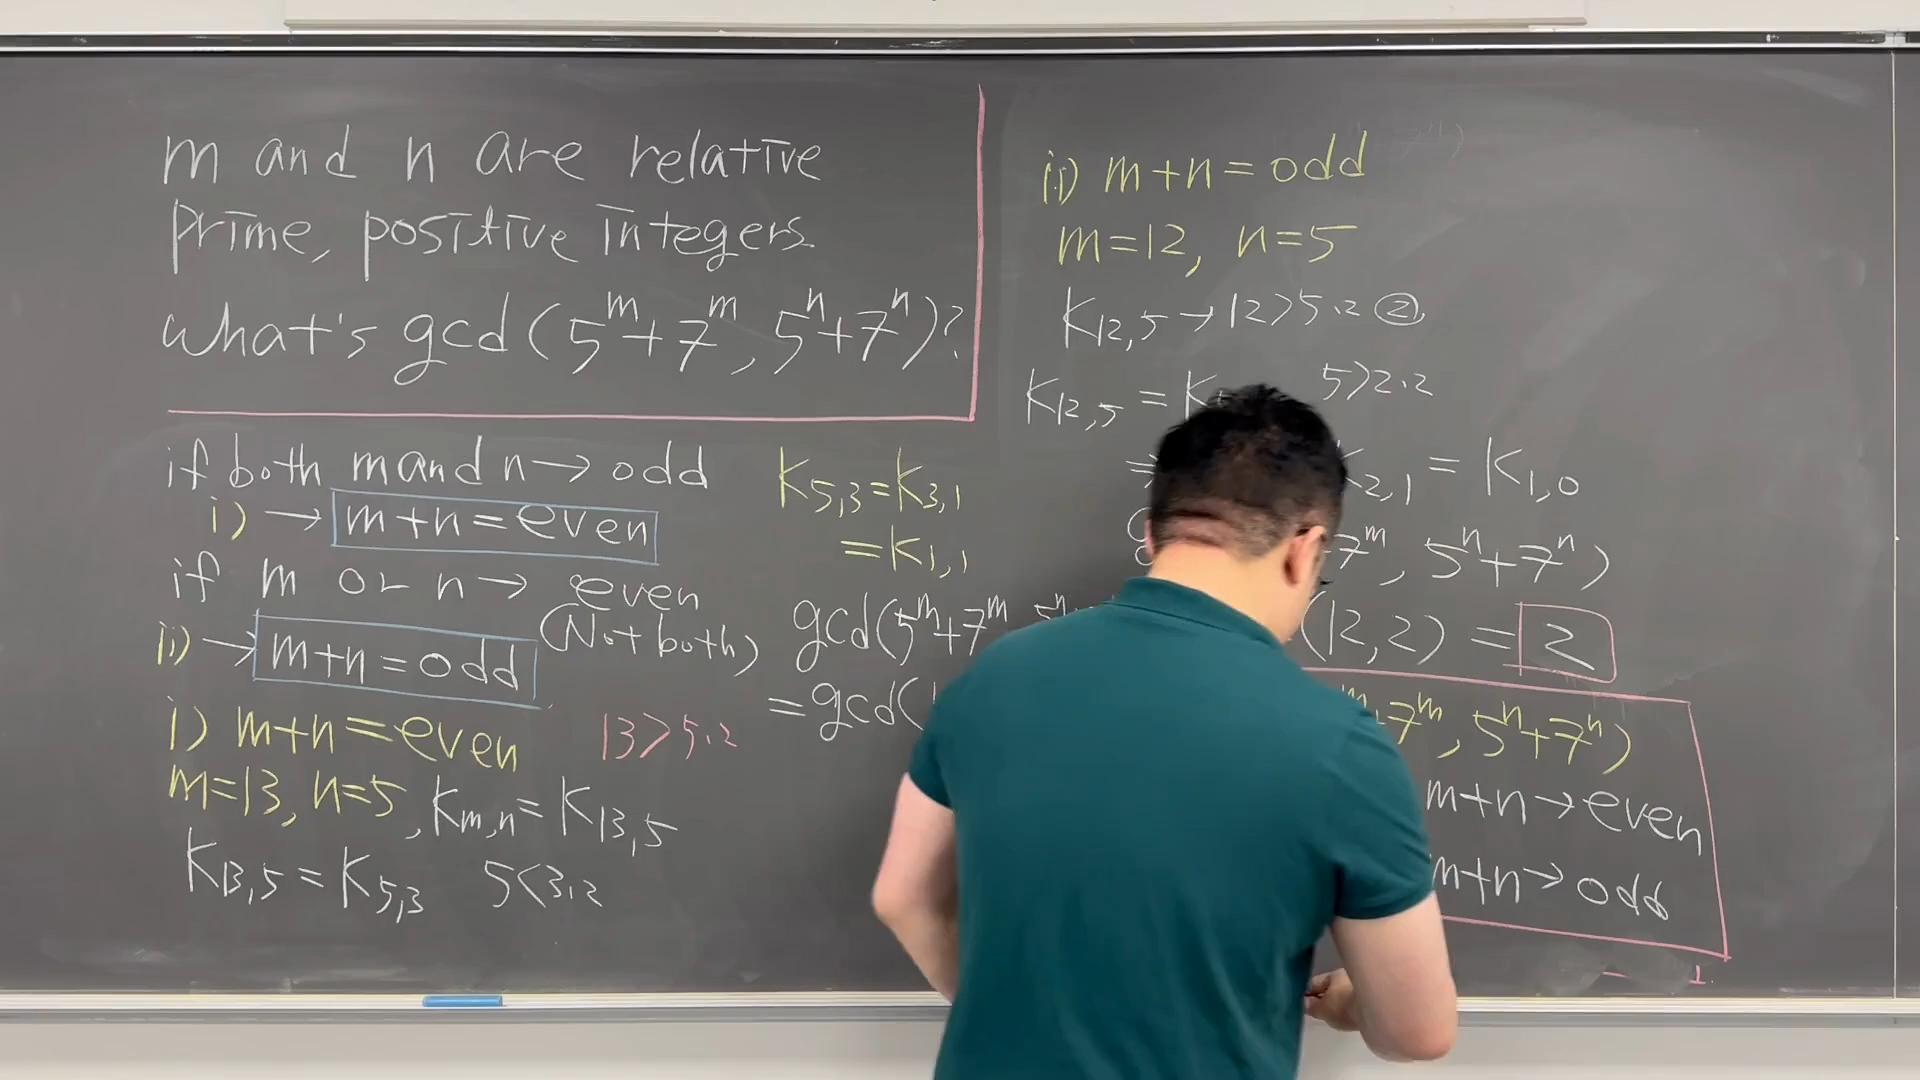 m and n are relative
prime, positive integers.
what's gcd(5^m+7^m, 5^n+7^n)?
if both m and n → odd
i) → m+n=even
if m or n → even
(Not both)
ii) → m+n=odd
i) m+n=even
13>5·2
m=13, n=5, K_{m,n}=K_{13,5}
K_{13,5}=K_{5,3} 5<3·2
K_{5,3}=K_{3,1}
=K_{1,1}
gcd(5^m+7^m, 5^n
=gcd(
ii) m+n=odd
m=12, n=5
K_{12,5} → 12>5·2 ②
K_{12,5} = K 5>2·2
K_{2,1} = K_{1,0}
7^m, 5^n+7^n)
(12,2) = 2
+7^m, 5^n+7^n)
m+n→even
m+n→odd